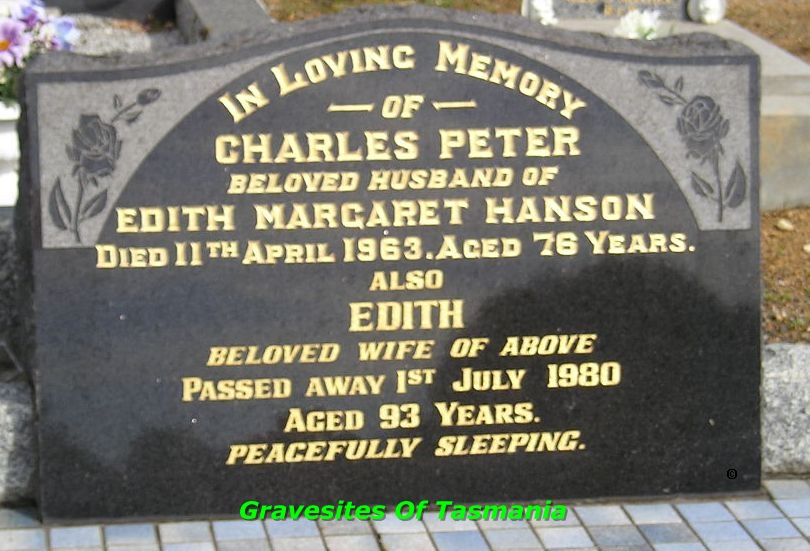 In Loving Memory
— OF —
CHARLES PETER
BELOVED HUSBAND OF
EDITH MARGARET HANSON
DIED 11TH APRIL 1963. AGED 76 YEARS.
ALSO
EDITH
BELOVED WIFE OF ABOVE
PASSED AWAY 1ST JULY 1980
AGED 93 YEARS.
PEACEFULLY SLEEPING.
©
Gravesites Of Tasmania